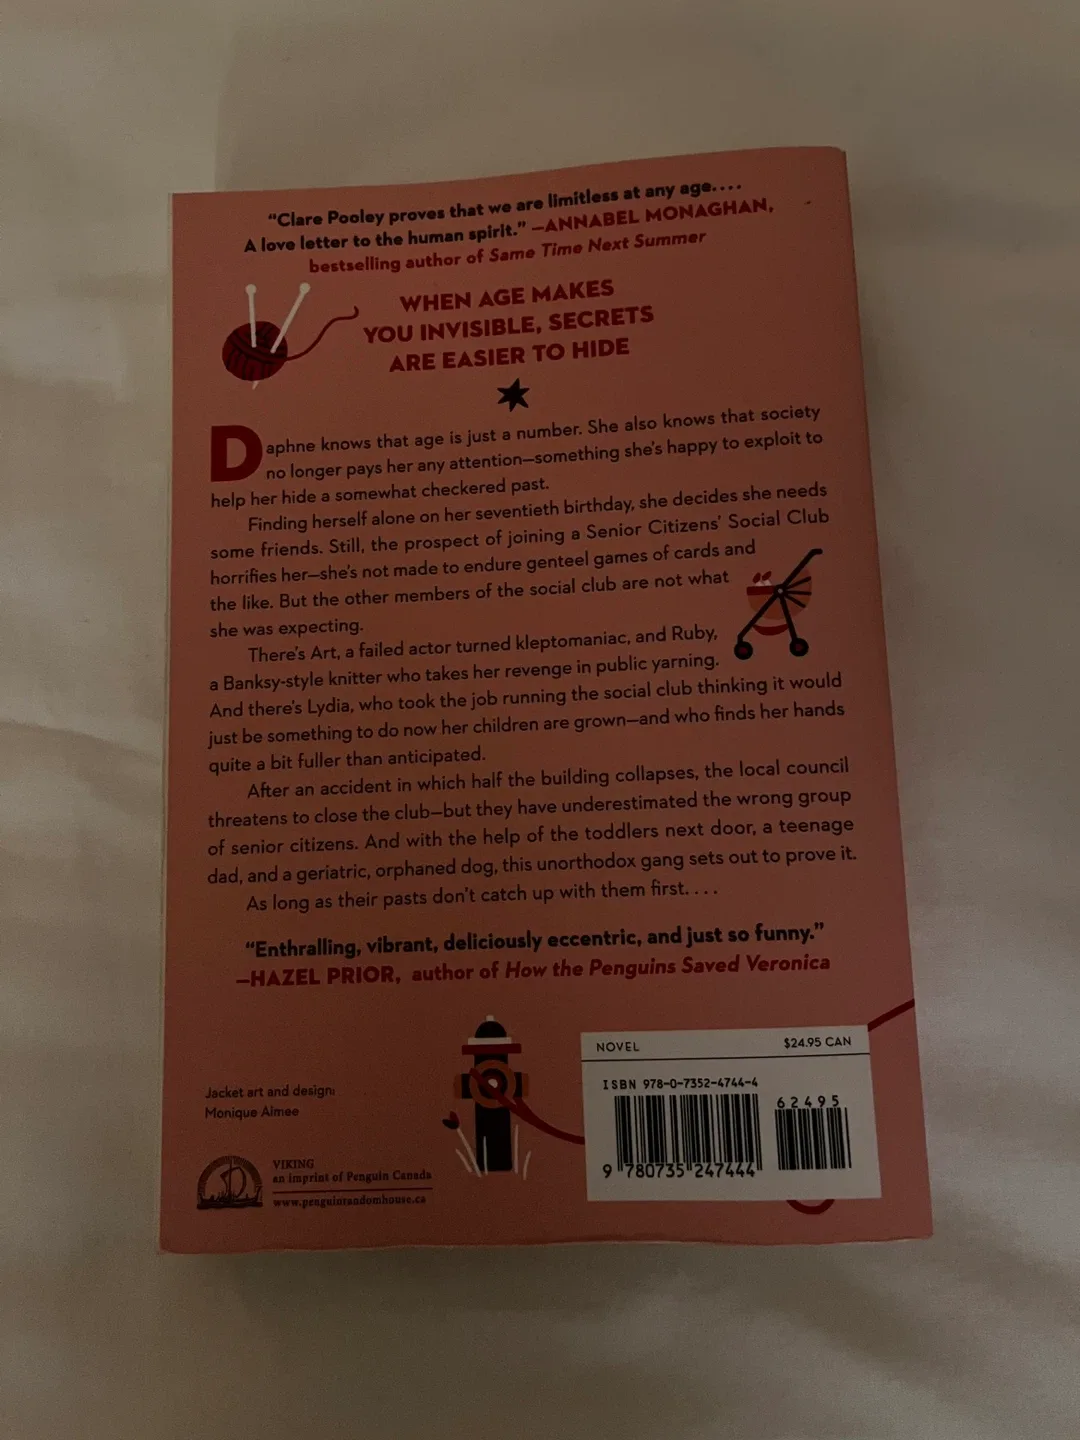 “Clare Pooley proves that we are limitless at any age....
A love letter to the human spirit.” —ANNABEL MONAGHAN,
bestselling author of Same Time Next Summer
WHEN AGE MAKES
YOU INVISIBLE, SECRETS
ARE EASIER TO HIDE
Daphne knows that age is just a number. She also knows that society
no longer pays her any attention—something she’s happy to exploit to
help her hide a somewhat checkered past.
Finding herself alone on her seventieth birthday, she decides she needs
some friends. Still, the prospect of joining a Senior Citizens’ Social Club
horrifies her—she’s not made to endure genteel games of cards and
the like. But the other members of the social club are not what
she was expecting.
There’s Art, a failed actor turned kleptomaniac, and Ruby,
a Banksy-style knitter who takes her revenge in public yarning.
And there’s Lydia, who took the job running the social club thinking it would
just be something to do now her children are grown—and who finds her hands
quite a bit fuller than anticipated.
After an accident in which half the building collapses, the local council
threatens to close the club—but they have underestimated the wrong group
of senior citizens. And with the help of the toddlers next door, a teenage
dad, and a geriatric, orphaned dog, this unorthodox gang sets out to prove it.
As long as their pasts don’t catch up with them first....
“Enthralling, vibrant, deliciously eccentric, and just so funny.”
—HAZEL PRIOR, author of How the Penguins Saved Veronica
Jacket art and design:
Monique Aimee
VIKING
an imprint of Penguin Canada
www.penguinrandomhouse.ca
NOVEL $24.95 CAN
ISBN 978-0-7352-4744-4
62495
9 780735 247444